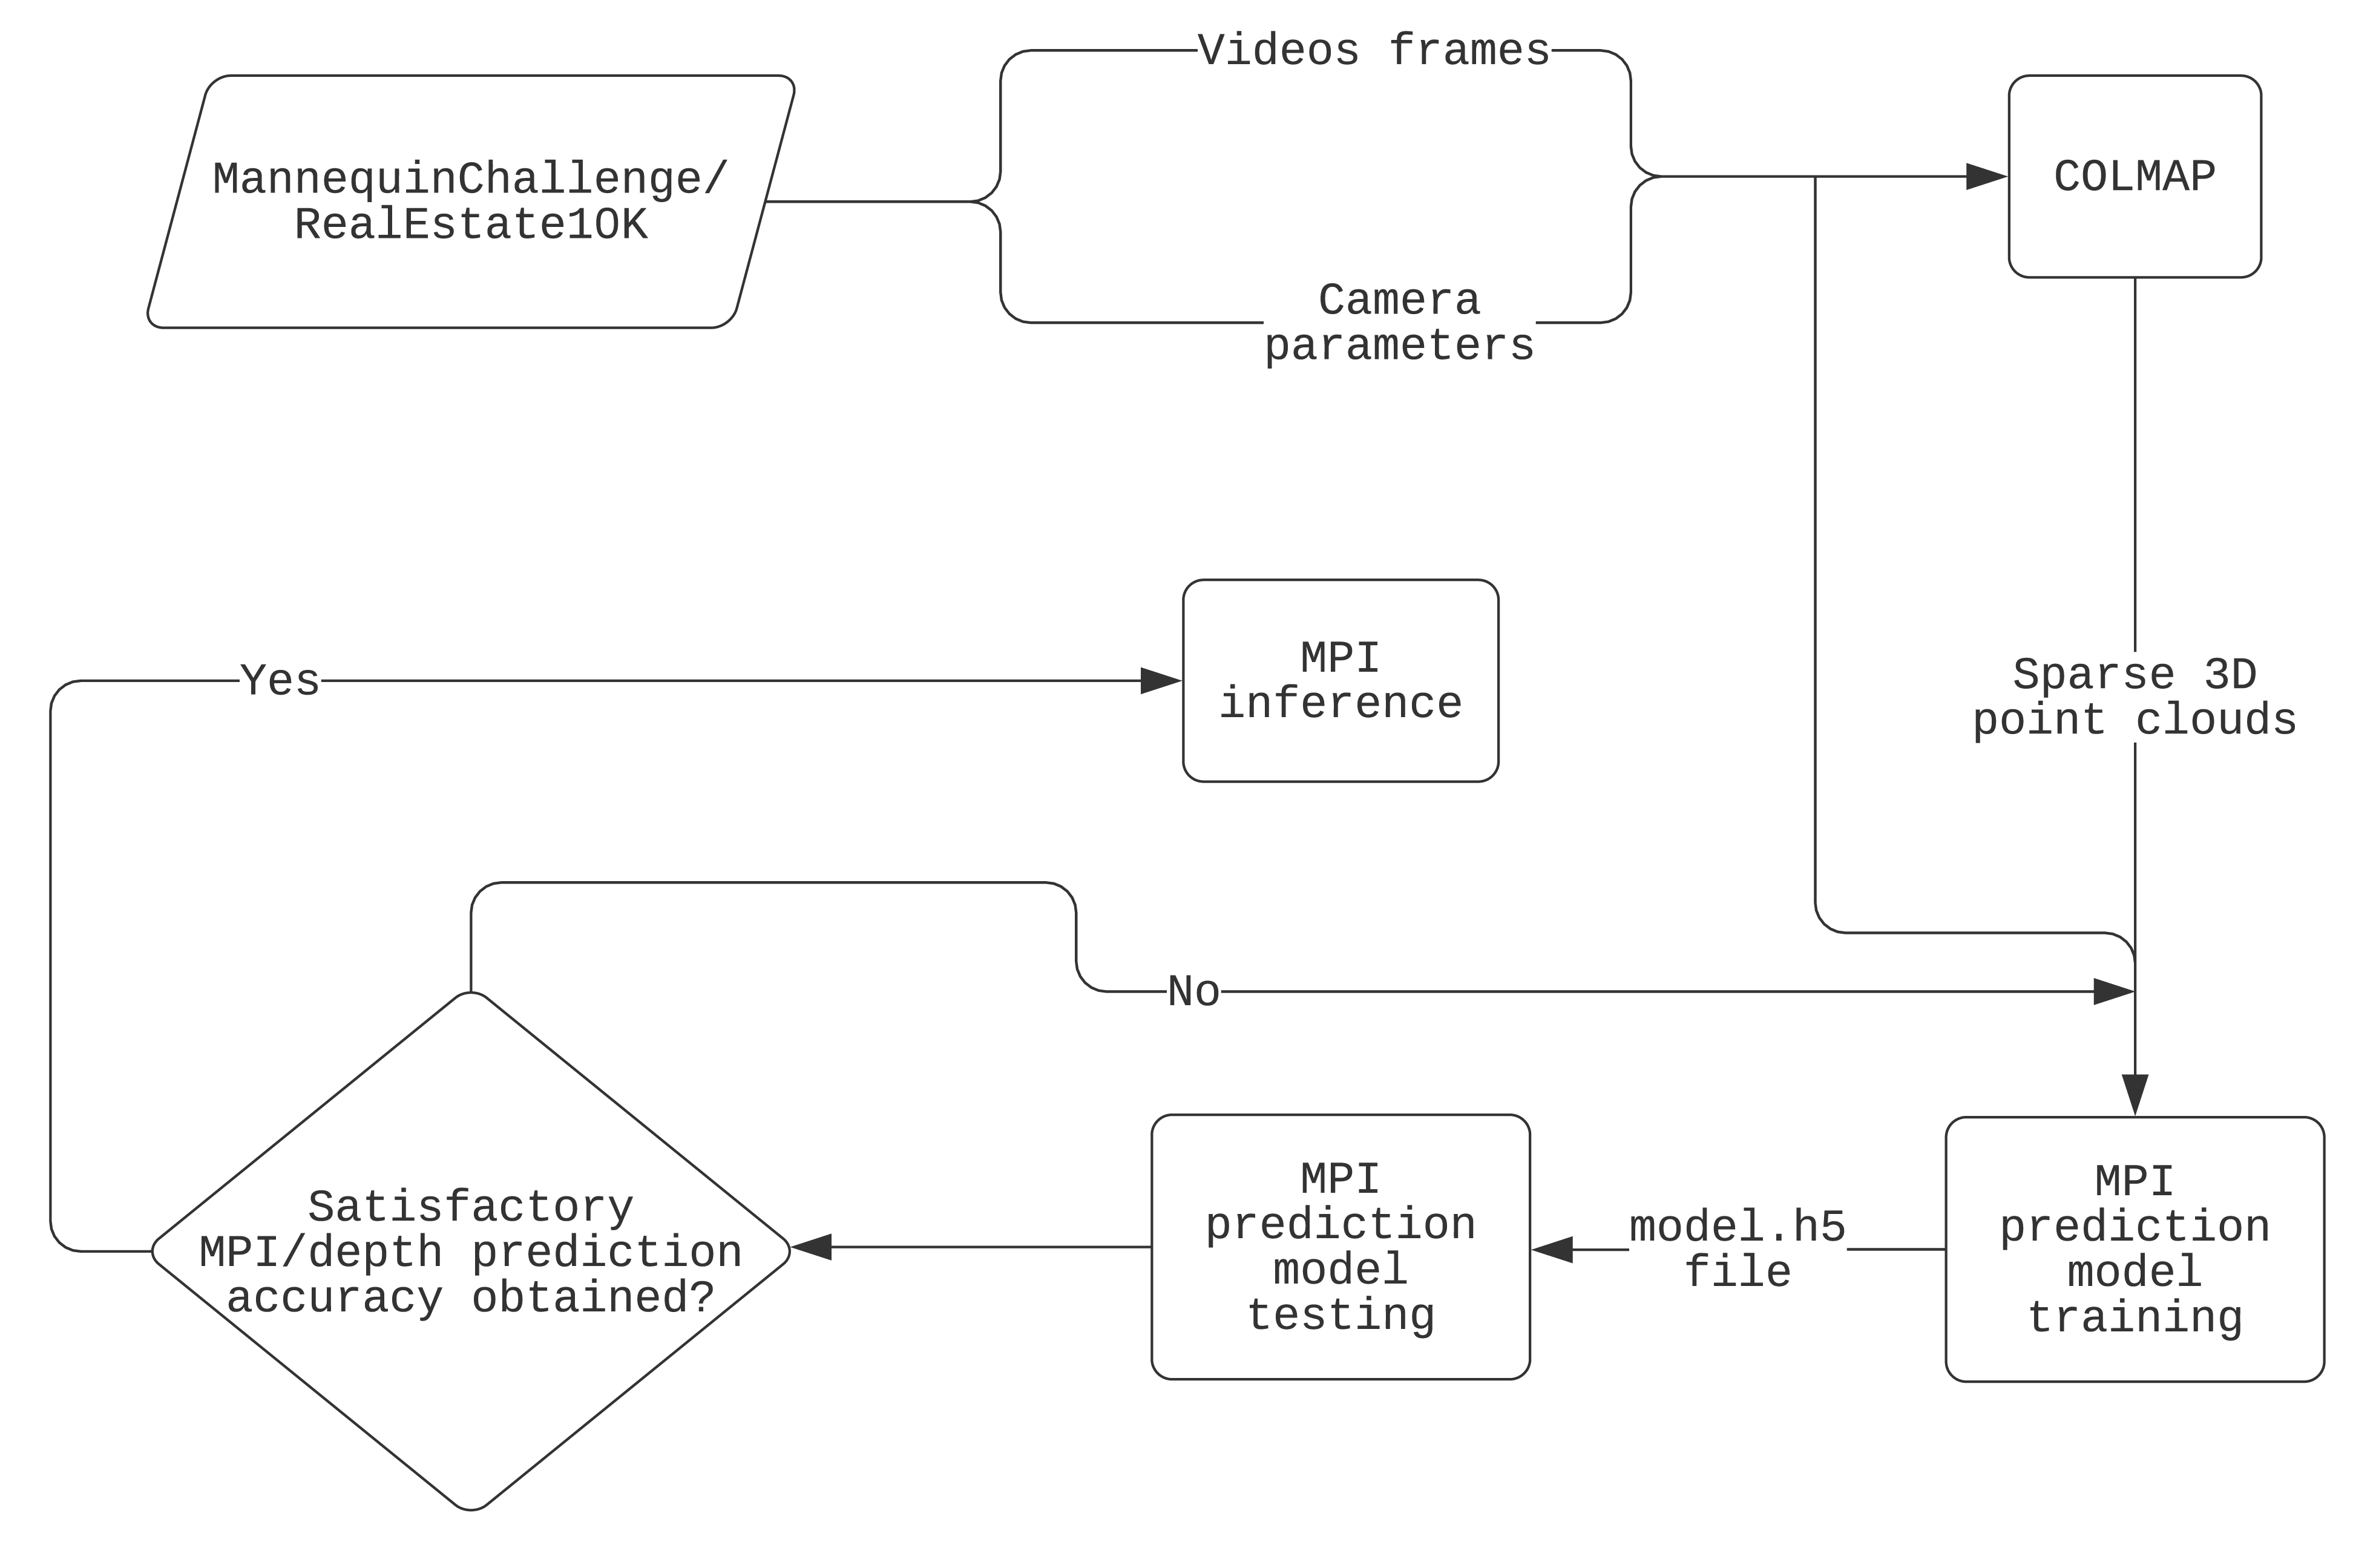 Videos frames
MannequinChallenge/
RealEstate10K
COLMAP
Camera
parameters
MPI
inference
Yes
Sparse 3D
point clouds
No
Satisfactory
MPI/depth prediction
accuracy obtained?
MPI
prediction
model
testing
model.h5
file
MPI
prediction
model
training